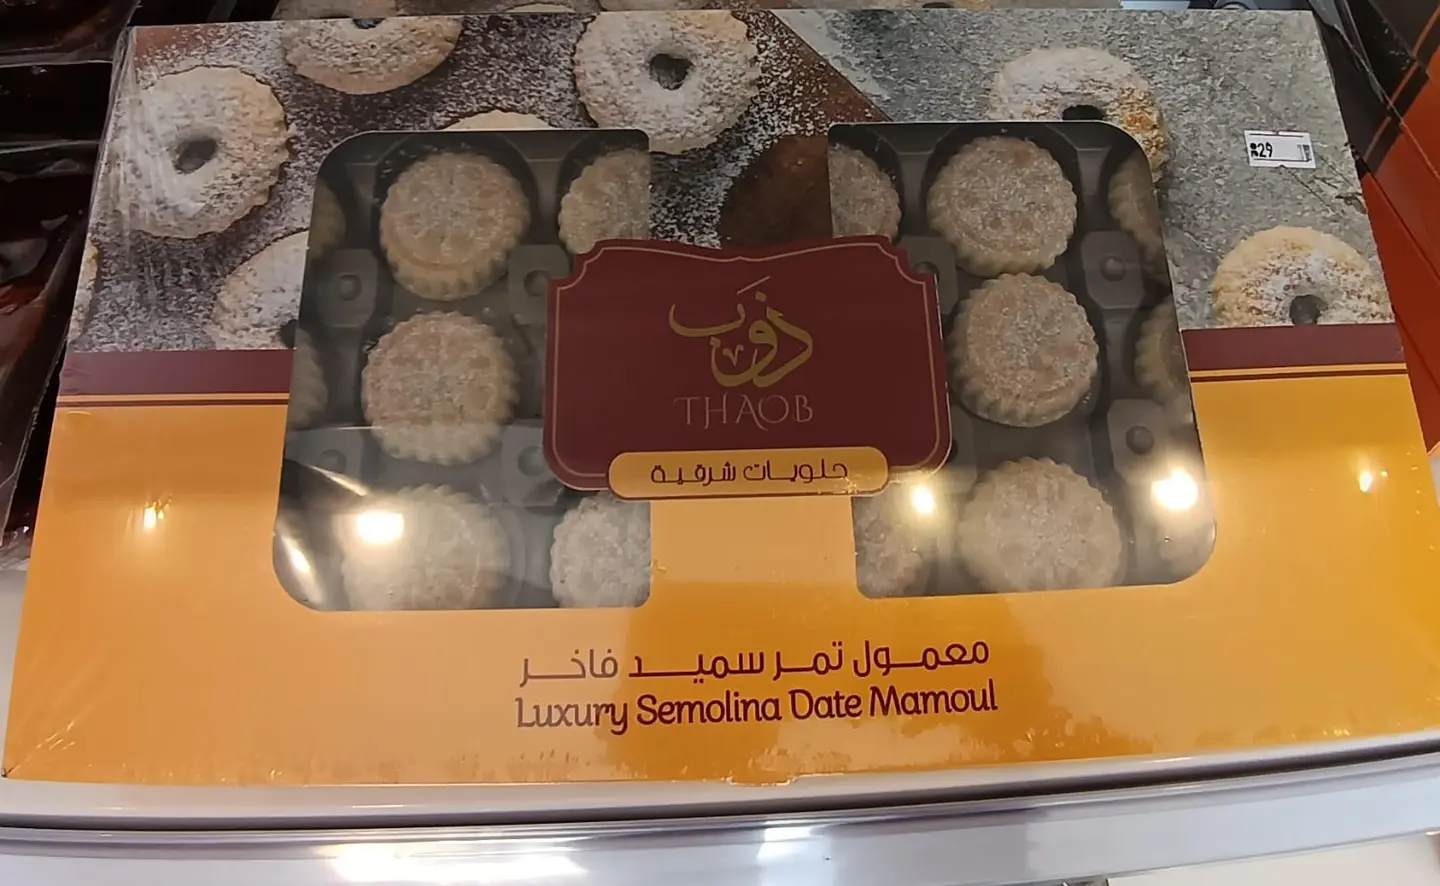 29
ذوب
THAOB
حلويات شرقية
معمول تمر سميد فاخر
Luxury Semolina Date Mamoul